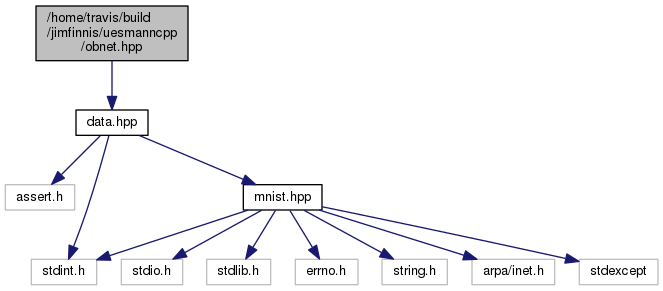 /home/travis/build
/jimfinnis/uesmanncpp
/obnet.hpp
data.hpp
assert.h
mnist.hpp
stdint.h
stdio.h
stdlib.h
errno.h
string.h
arpa/inet.h
stdexcept